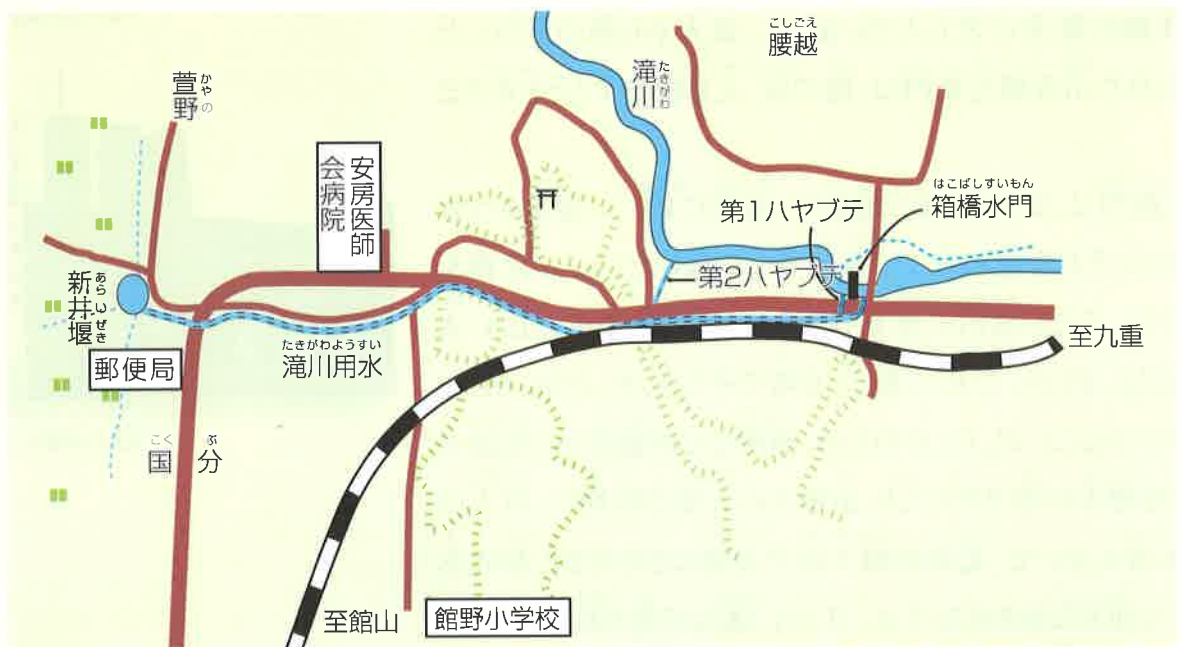 腰越
こしごえ
滝川
たきがわ
萱野
かやの
安房医師
会病院
第1ハヤブテ
箱橋水門
はこばしすいもん
第2ハヤブテ
新井堰
あらいぜき
郵便局
滝川用水
たきがわようすい
至九重
国分
こくぶ
至館山
館野小学校